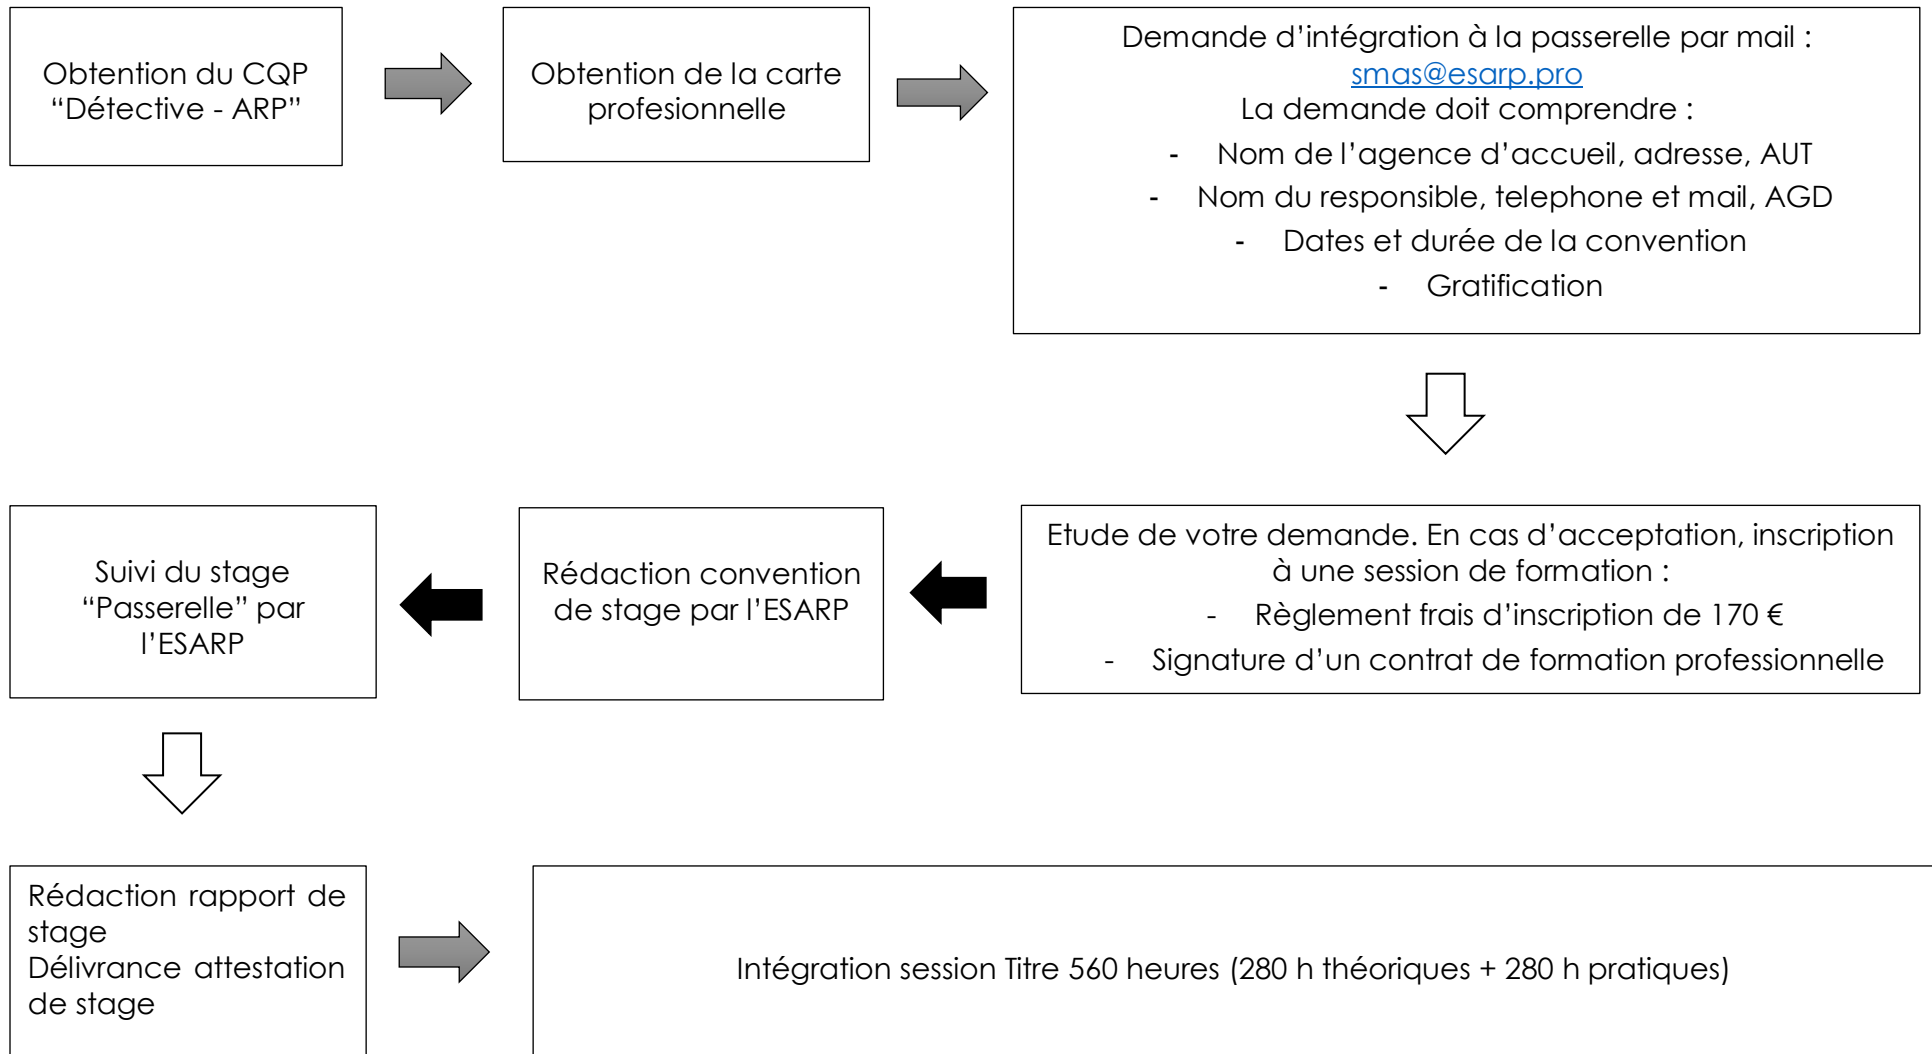 Obtention du CQP
“Détective - ARP”
Obtention de la carte
profesionnelle
Demande d’intégration à la passerelle par mail :
smas@esarp.pro
La demande doit comprendre :
- Nom de l’agence d’accueil, adresse, AUT
- Nom du responsible, telephone et mail, AGD
- Dates et durée de la convention
- Gratification
Etude de votre demande. En cas d’acceptation, inscription
à une session de formation :
- Règlement frais d’inscription de 170 €
- Signature d’un contrat de formation professionnelle
Rédaction convention
de stage par l’ESARP
Suivi du stage
“Passerelle” par
l’ESARP
Rédaction rapport de
stage
Délivrance attestation
de stage
Intégration session Titre 560 heures (280 h théoriques + 280 h pratiques)